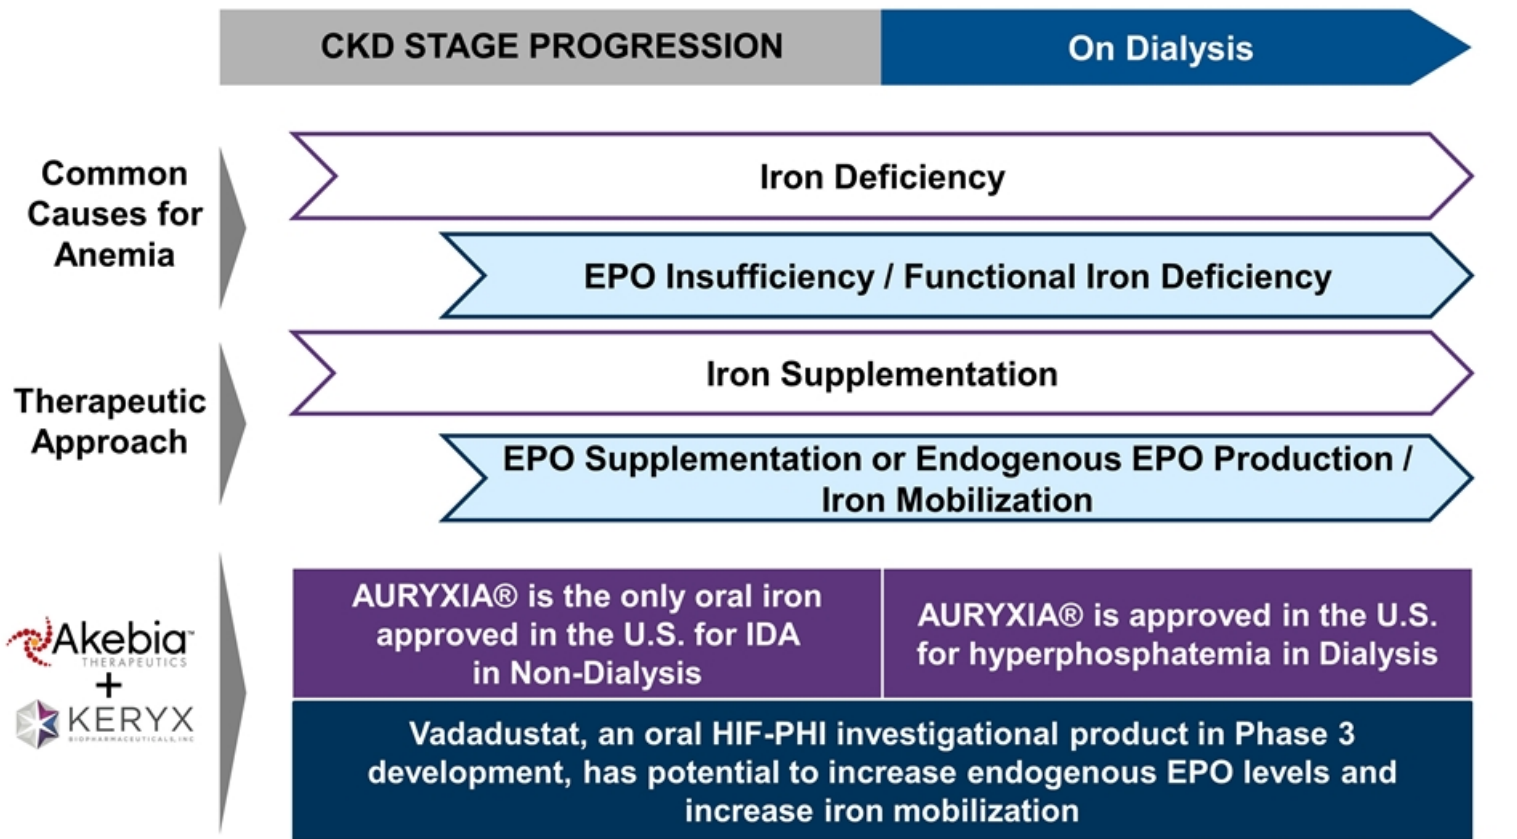 CKD STAGE PROGRESSION
On Dialysis
Common
Causes for
Anemia
Iron Deficiency
EPO Insufficiency / Functional Iron Deficiency
Therapeutic
Approach
Iron Supplementation
EPO Supplementation or Endogenous EPO Production /
Iron Mobilization
Akebia™
THERAPEUTICS
+
KERYX
BIOPHARMACEUTICALS, INC
AURYXIA® is the only oral iron
approved in the U.S. for IDA
in Non-Dialysis
AURYXIA® is approved in the U.S.
for hyperphosphatemia in Dialysis
Vadadustat, an oral HIF-PHI investigational product in Phase 3
development, has potential to increase endogenous EPO levels and
increase iron mobilization